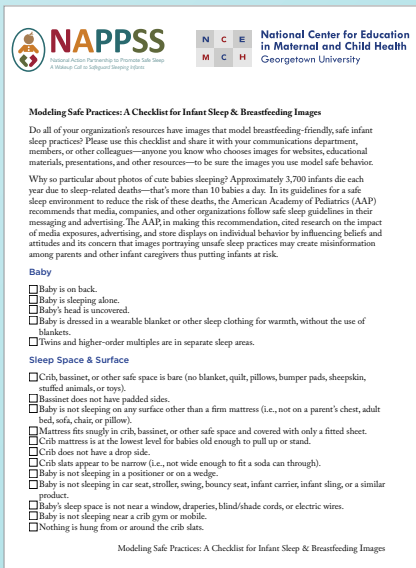 NAPPSS
National Action Partnership to Promote Safe Sleep
A Wakeup Call to Safeguard Sleeping Infants
N C E
M C H
National Center for Education
in Maternal and Child Health
Georgetown University
Modeling Safe Practices: A Checklist for Infant Sleep & Breastfeeding Images
Do all of your organization's resources have images that model breastfeeding-friendly, safe infant
sleep practices? Please use this checklist and share it with your communications department,
members, or other colleagues—anyone you know who chooses images for websites, educational
materials, presentations, and other resources—to be sure the images you use model safe behavior.
Why so particular about photos of cute babies sleeping? Approximately 3,700 infants die each
year due to sleep-related deaths—that's more than 10 babies a day. In its guidelines for a safe
sleep environment to reduce the risk of these deaths, the American Academy of Pediatrics (AAP)
recommends that media, companies, and other organizations follow safe sleep guidelines in their
messaging and advertising. The AAP, in making this recommendation, cited research on the impact
of media exposures, advertising, and store displays on individual behavior by influencing beliefs and
attitudes and its concern that images portraying unsafe sleep practices may create misinformation
among parents and other infant caregivers thus putting infants at risk.
Baby
Baby is on back.
Baby is sleeping alone.
Baby's head is uncovered.
Baby is dressed in a wearable blanket or other sleep clothing for warmth, without the use of
blankets.
Twins and higher-order multiples are in separate sleep areas.
Sleep Space & Surface
Crib, bassinet, or other safe space is bare (no blanket, quilt, pillows, bumper pads, sheepskin,
stuffed animals, or toys).
Bassinet does not have padded sides.
Baby is not sleeping on any surface other than a firm mattress (i.e., not on a parent's chest, adult
bed, sofa, chair, or pillow).
Mattress fits snugly in crib, bassinet, or other safe space and covered with only a fitted sheet.
Crib mattress is at the lowest level for babies old enough to pull up or stand.
Crib does not have a drop side.
Crib slats appear to be narrow (i.e., not wide enough to fit a soda can through).
Baby is not sleeping in a positioner or on a wedge.
Baby is not sleeping in car seat, stroller, swing, bouncy seat, infant carrier, infant sling, or a similar
product.
Baby's sleep space is not near a window, draperies, blind/shade cords, or electric wires.
Baby is not sleeping near a crib gym or mobile.
Nothing is hung from or around the crib slats.
Modeling Safe Practices: A Checklist for Infant Sleep & Breastfeeding Images